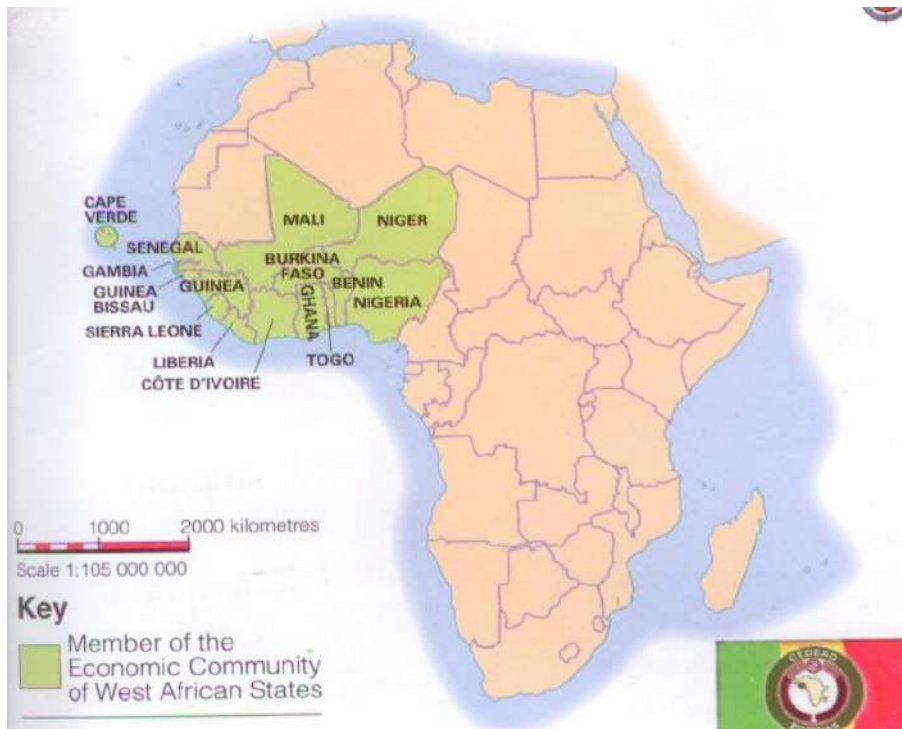 CAPE
VERDE
MALI
NIGER
SENEGAL
GAMBIA
BURKINA
FASO
GUINEA
BENIN
GUINEA
BISSAU
GHANA
NIGERIA
SIERRA LEONE
LIBERIA
TOGO
CÔTE D'IVOIRE
0 1000 2000 kilometres
Scale 1:105 000 000
Key
Member of the
Economic Community
of West African States
CEDEAO